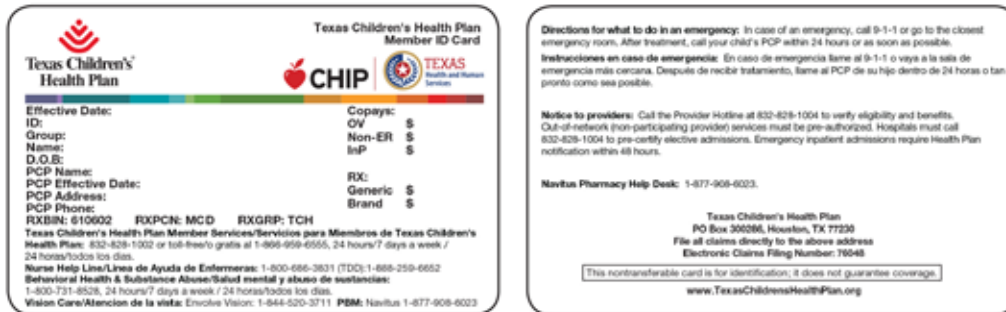 Texas Children's Health Plan
Member ID Card
Texas Children's
Health Plan
CHIP
TEXAS
Health and Human
Services
Effective Date:
ID:
Group:
Name:
D.O.B:
PCP Name:
PCP Effective Date:
PCP Address:
PCP Phone:
Copays:
OV $
Non-ER $
InP $
RX:
Generic $
Brand $
RXBIN: 610602 RXPCN: MCD RXGRP: TCH
Texas Children's Health Plan Member Services/Servicios para Miembros de Texas Children's
Health Plan: 832-828-1002 or toll-free/o gratis al 1-866-959-6555, 24 hours/7 days a week /
24 horas/todos los días.
Nurse Help Line/Línea de Ayuda de Enfermeras: 1-800-686-3831 (TDD):1-888-259-6652
Behavioral Health & Substance Abuse/Salud mental y abuso de sustancias:
1-800-731-8528, 24 hours/7 days a week / 24 horas/todos los días.
Vision Care/Atencion de la vista: Envolve Vision: 1-844-520-3711 PBM: Navitus 1-877-908-6023
Directions for what to do in an emergency: In case of an emergency, call 9-1-1 or go to the closest
emergency room. After treatment, call your child's PCP within 24 hours or as soon as possible.
Instrucciones en caso de emergencia: En caso de emergencia llame al 9-1-1 o vaya a la sala de
emergencia más cercana. Después de recibir tratamiento, llame al PCP de su hijo dentro de 24 horas o tan
pronto como sea posible.
Notice to providers: Call the Provider Hotline at 832-828-1004 to verify eligibility and benefits.
Out-of-network (non-participating provider) services must be pre-authorized. Hospitals must call
832-828-1004 to pre-certify elective admissions. Emergency inpatient admissions require Health Plan
notification within 48 hours.
Navitus Pharmacy Help Desk: 1-877-908-6023.
Texas Children's Health Plan
PO Box 300286, Houston, TX 77230
File all claims directly to the above address
Electronic Claims Filing Number: 76048
This nontransferable card is for identification; it does not guarantee coverage.
www.TexasChildrensHealthPlan.org